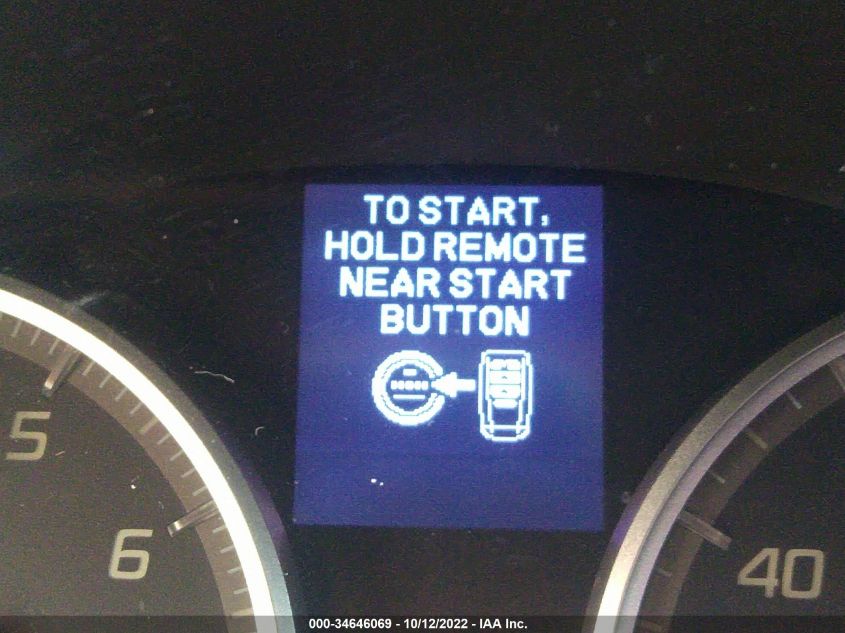 TO START,
HOLD REMOTE
NEAR START
BUTTON
5
6
40
000-34646069 - 10/12/2022 - IAA Inc.